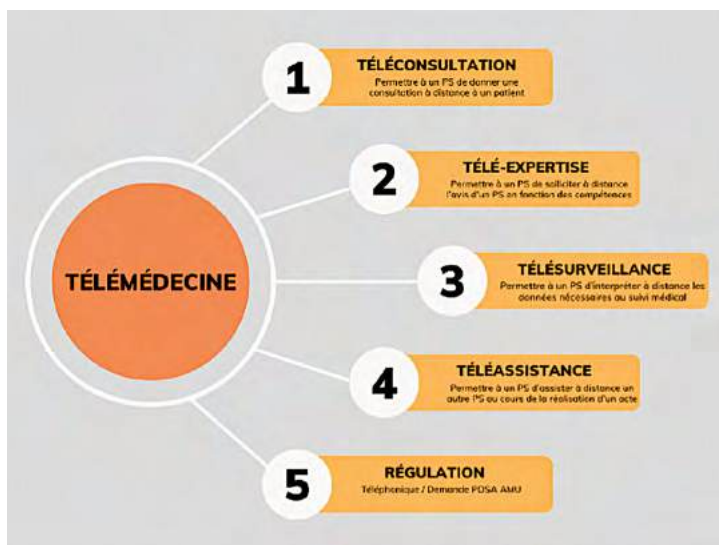 TÉLÉMÉDECINE
1
TÉLÉCONSULTATION
Permettre à un PS de donner une
consultation à distance à un patient
2
TÉLÉ-EXPERTISE
Permettre à un PS de solliciter à distance
l'avis d'un PS en fonction des compétences
3
TÉLÉSURVEILLANCE
Permettre à un PS d'interpréter à distance les
données nécessaires au suivi médical
4
TÉLÉASSISTANCE
Permettre à un PS d'assister à distance un
autre PS au cours de la réalisation d'un acte
5
RÉGULATION
Téléphonique / Demande PDSA AMU